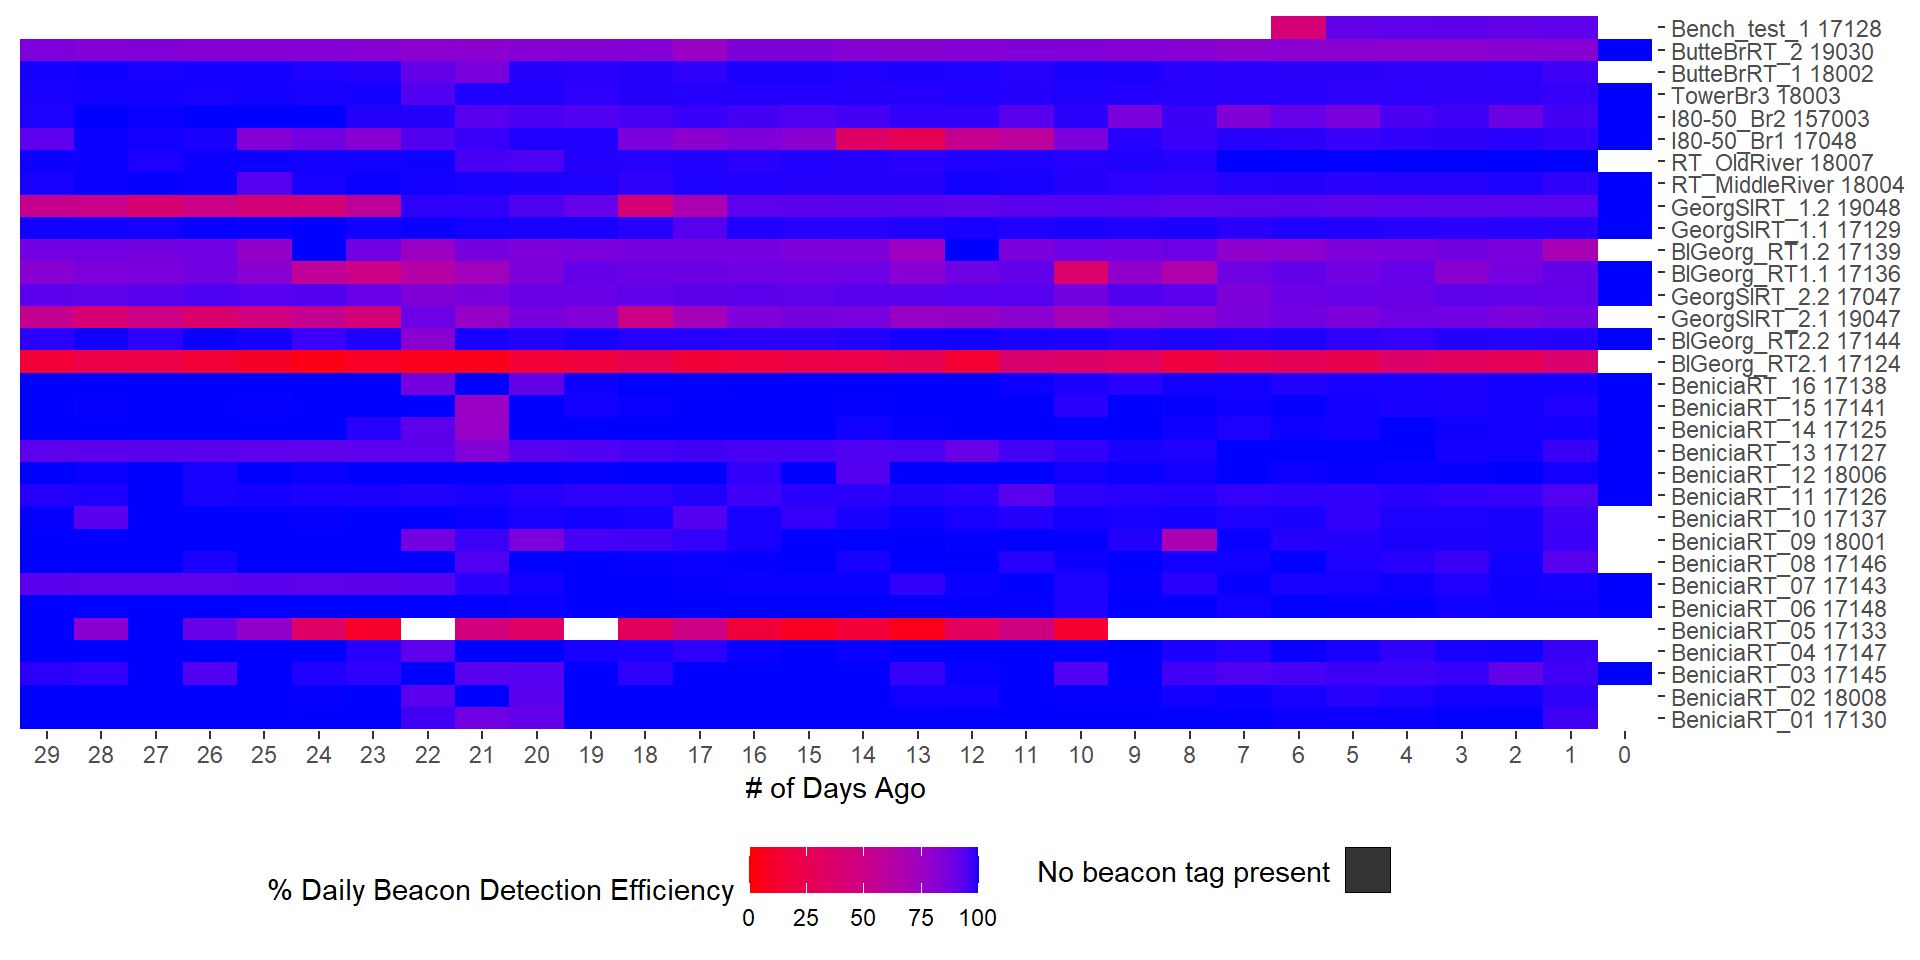 Bench_test_1 17128
ButteBrRT_2 19030
ButteBrRT_1 18002
TowerBr3 18003
I80-50_Br2 157003
I80-50_Br1 17048
RT_OldRiver 18007
RT_MiddleRiver 18004
GeorgSlRT_1.2 19048
GeorgSlRT_1.1 17129
BlGeorg_RT1.2 17139
BlGeorg_RT1.1 17136
GeorgSlRT_2.2 17047
GeorgSlRT_2.1 19047
BlGeorg_RT2.2 17144
BlGeorg_RT2.1 17124
BeniciaRT_16 17138
BeniciaRT_15 17141
BeniciaRT_14 17125
BeniciaRT_13 17127
BeniciaRT_12 18006
BeniciaRT_11 17126
BeniciaRT_10 17137
BeniciaRT_09 18001
BeniciaRT_08 17146
BeniciaRT_07 17143
BeniciaRT_06 17148
BeniciaRT_05 17133
BeniciaRT_04 17147
BeniciaRT_03 17145
BeniciaRT_02 18008
BeniciaRT_01 17130
29 28 27 26 25 24 23 22 21 20 19 18 17 16 15 14 13 12 11 10 9 8 7 6 5 4 3 2 1 0
# of Days Ago
% Daily Beacon Detection Efficiency
0 25 50 75 100
No beacon tag present